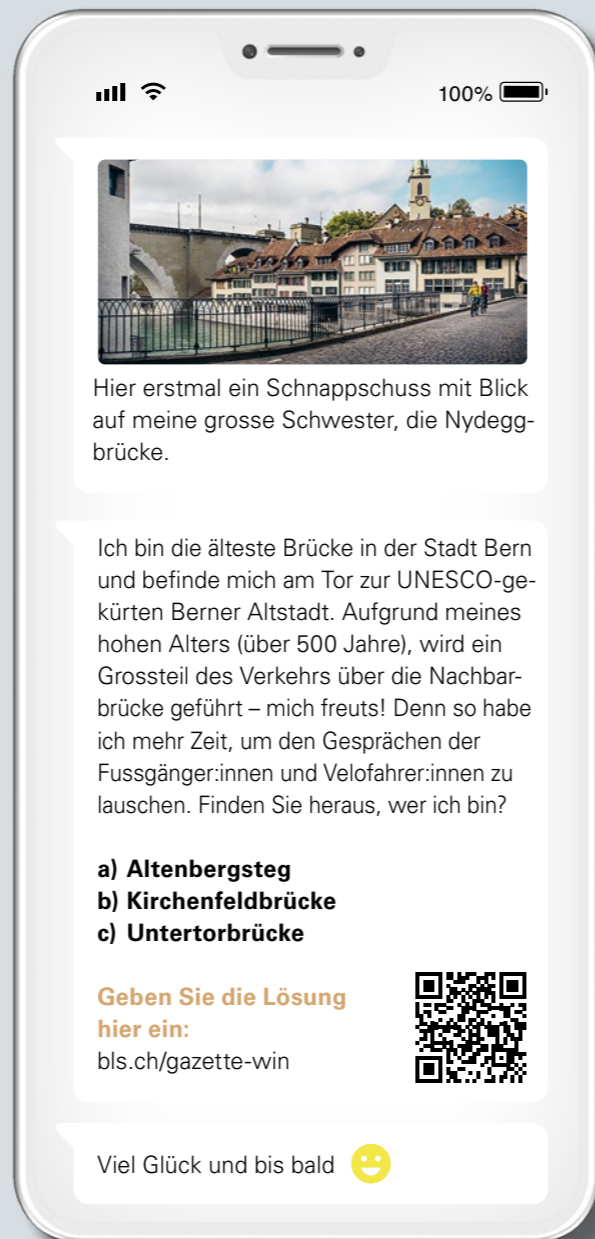 100%
Hier erstmal ein Schnappschuss mit Blick
auf meine grosse Schwester, die Nydegg-
brücke.
Ich bin die älteste Brücke in der Stadt Bern
und befinde mich am Tor zur UNESCO-ge-
kürten Berner Altstadt. Aufgrund meines
hohen Alters (über 500 Jahre), wird ein
Grossteil des Verkehrs über die Nachbar-
brücke geführt – mich freuts! Denn so habe
ich mehr Zeit, um den Gesprächen der
Fussgänger:innen und Velofahrer:innen zu
lauschen. Finden Sie heraus, wer ich bin?
a) Altenbergsteg
b) Kirchenfeldbrücke
c) Untertorbrücke
Geben Sie die Lösung
hier ein:
bls.ch/gazette-win
Viel Glück und bis bald